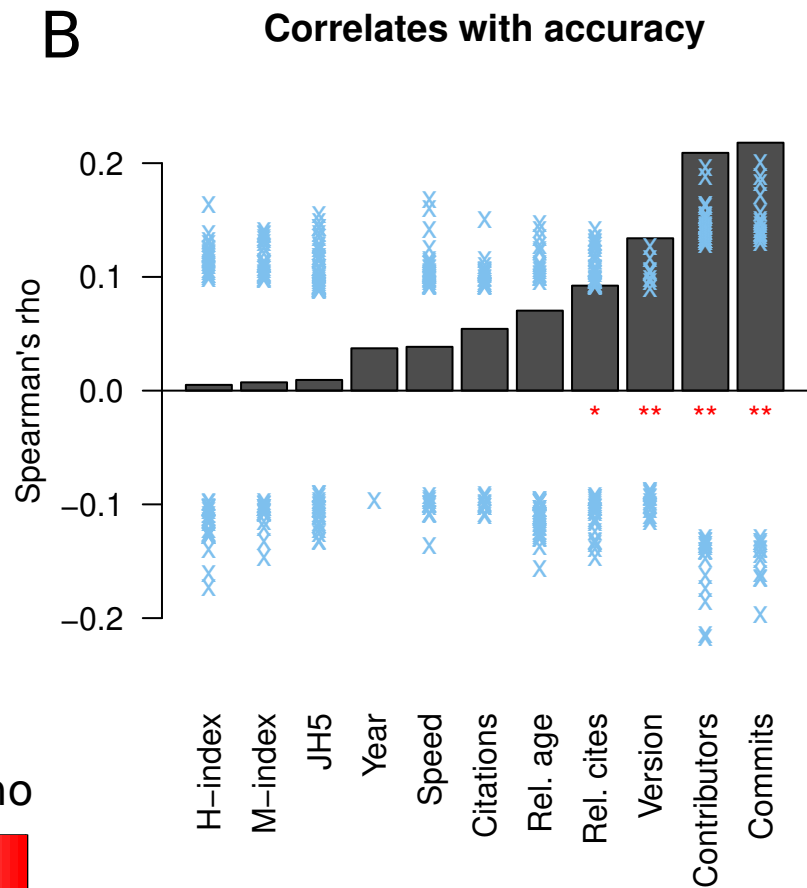 B
Correlates with accuracy
Spearman's rho
0.2
0.1
0.0
−0.1
−0.2
*
**
**
**
H−index
M−index
JH5
Year
Speed
Citations
Rel. age
Rel. cites
Version
Contributors
Commits